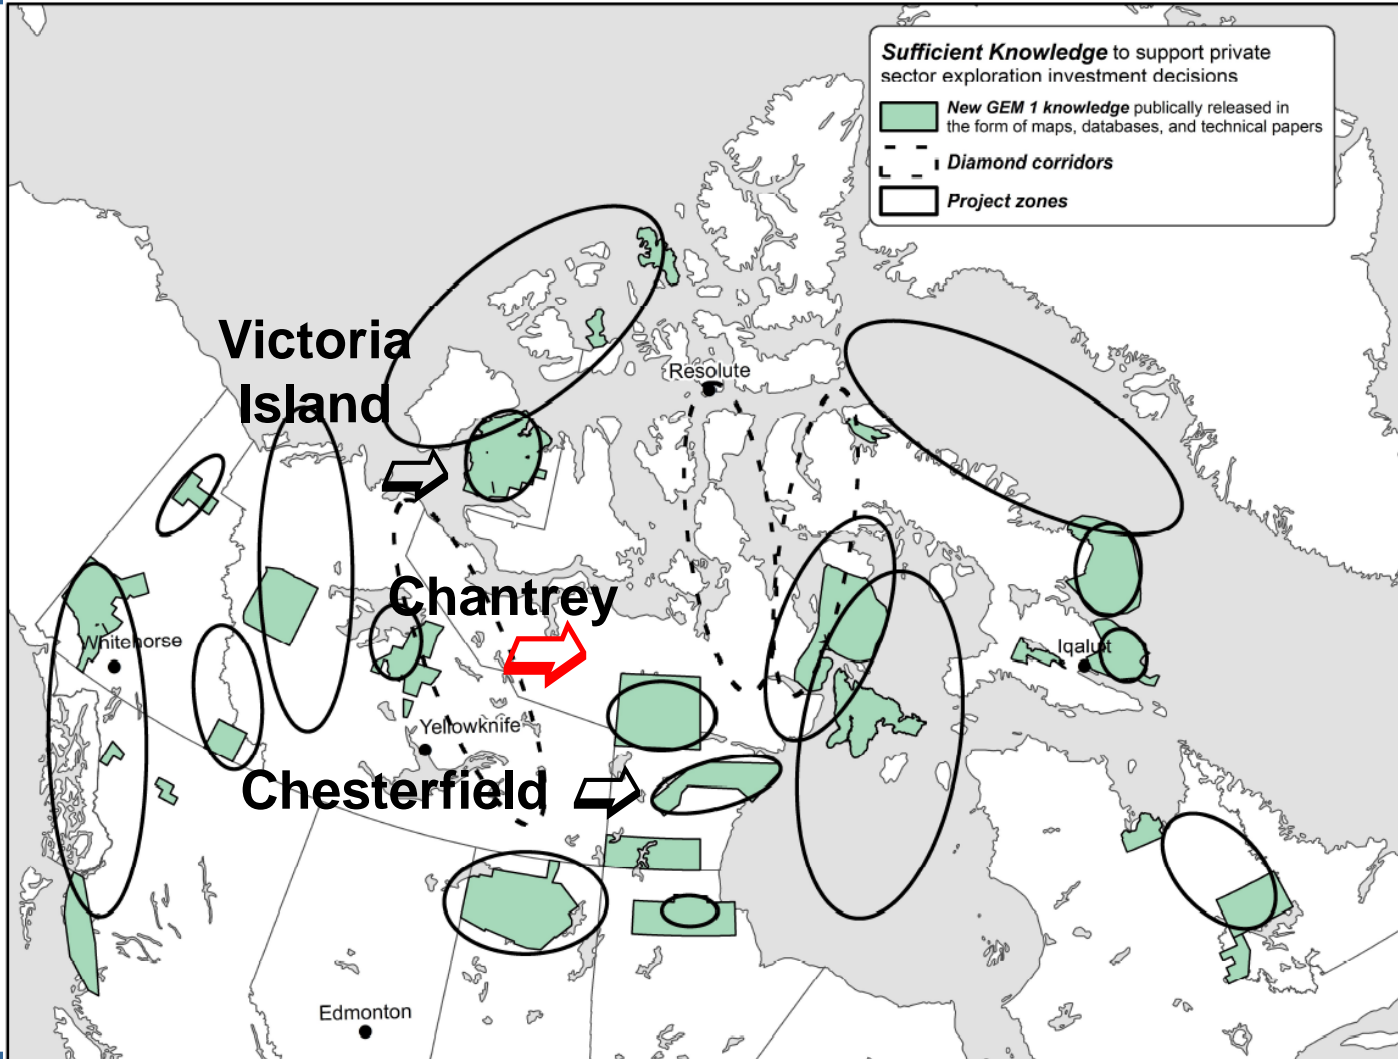 Sufficient Knowledge to support private
sector exploration investment decisions
New GEM 1 knowledge publically released in
the form of maps, databases, and technical papers
Diamond corridors
Project zones
Victoria
Island
Resolute
Chantrey
Whitehorse
Iqaluit
Yellowknife
Chesterfield
Edmonton